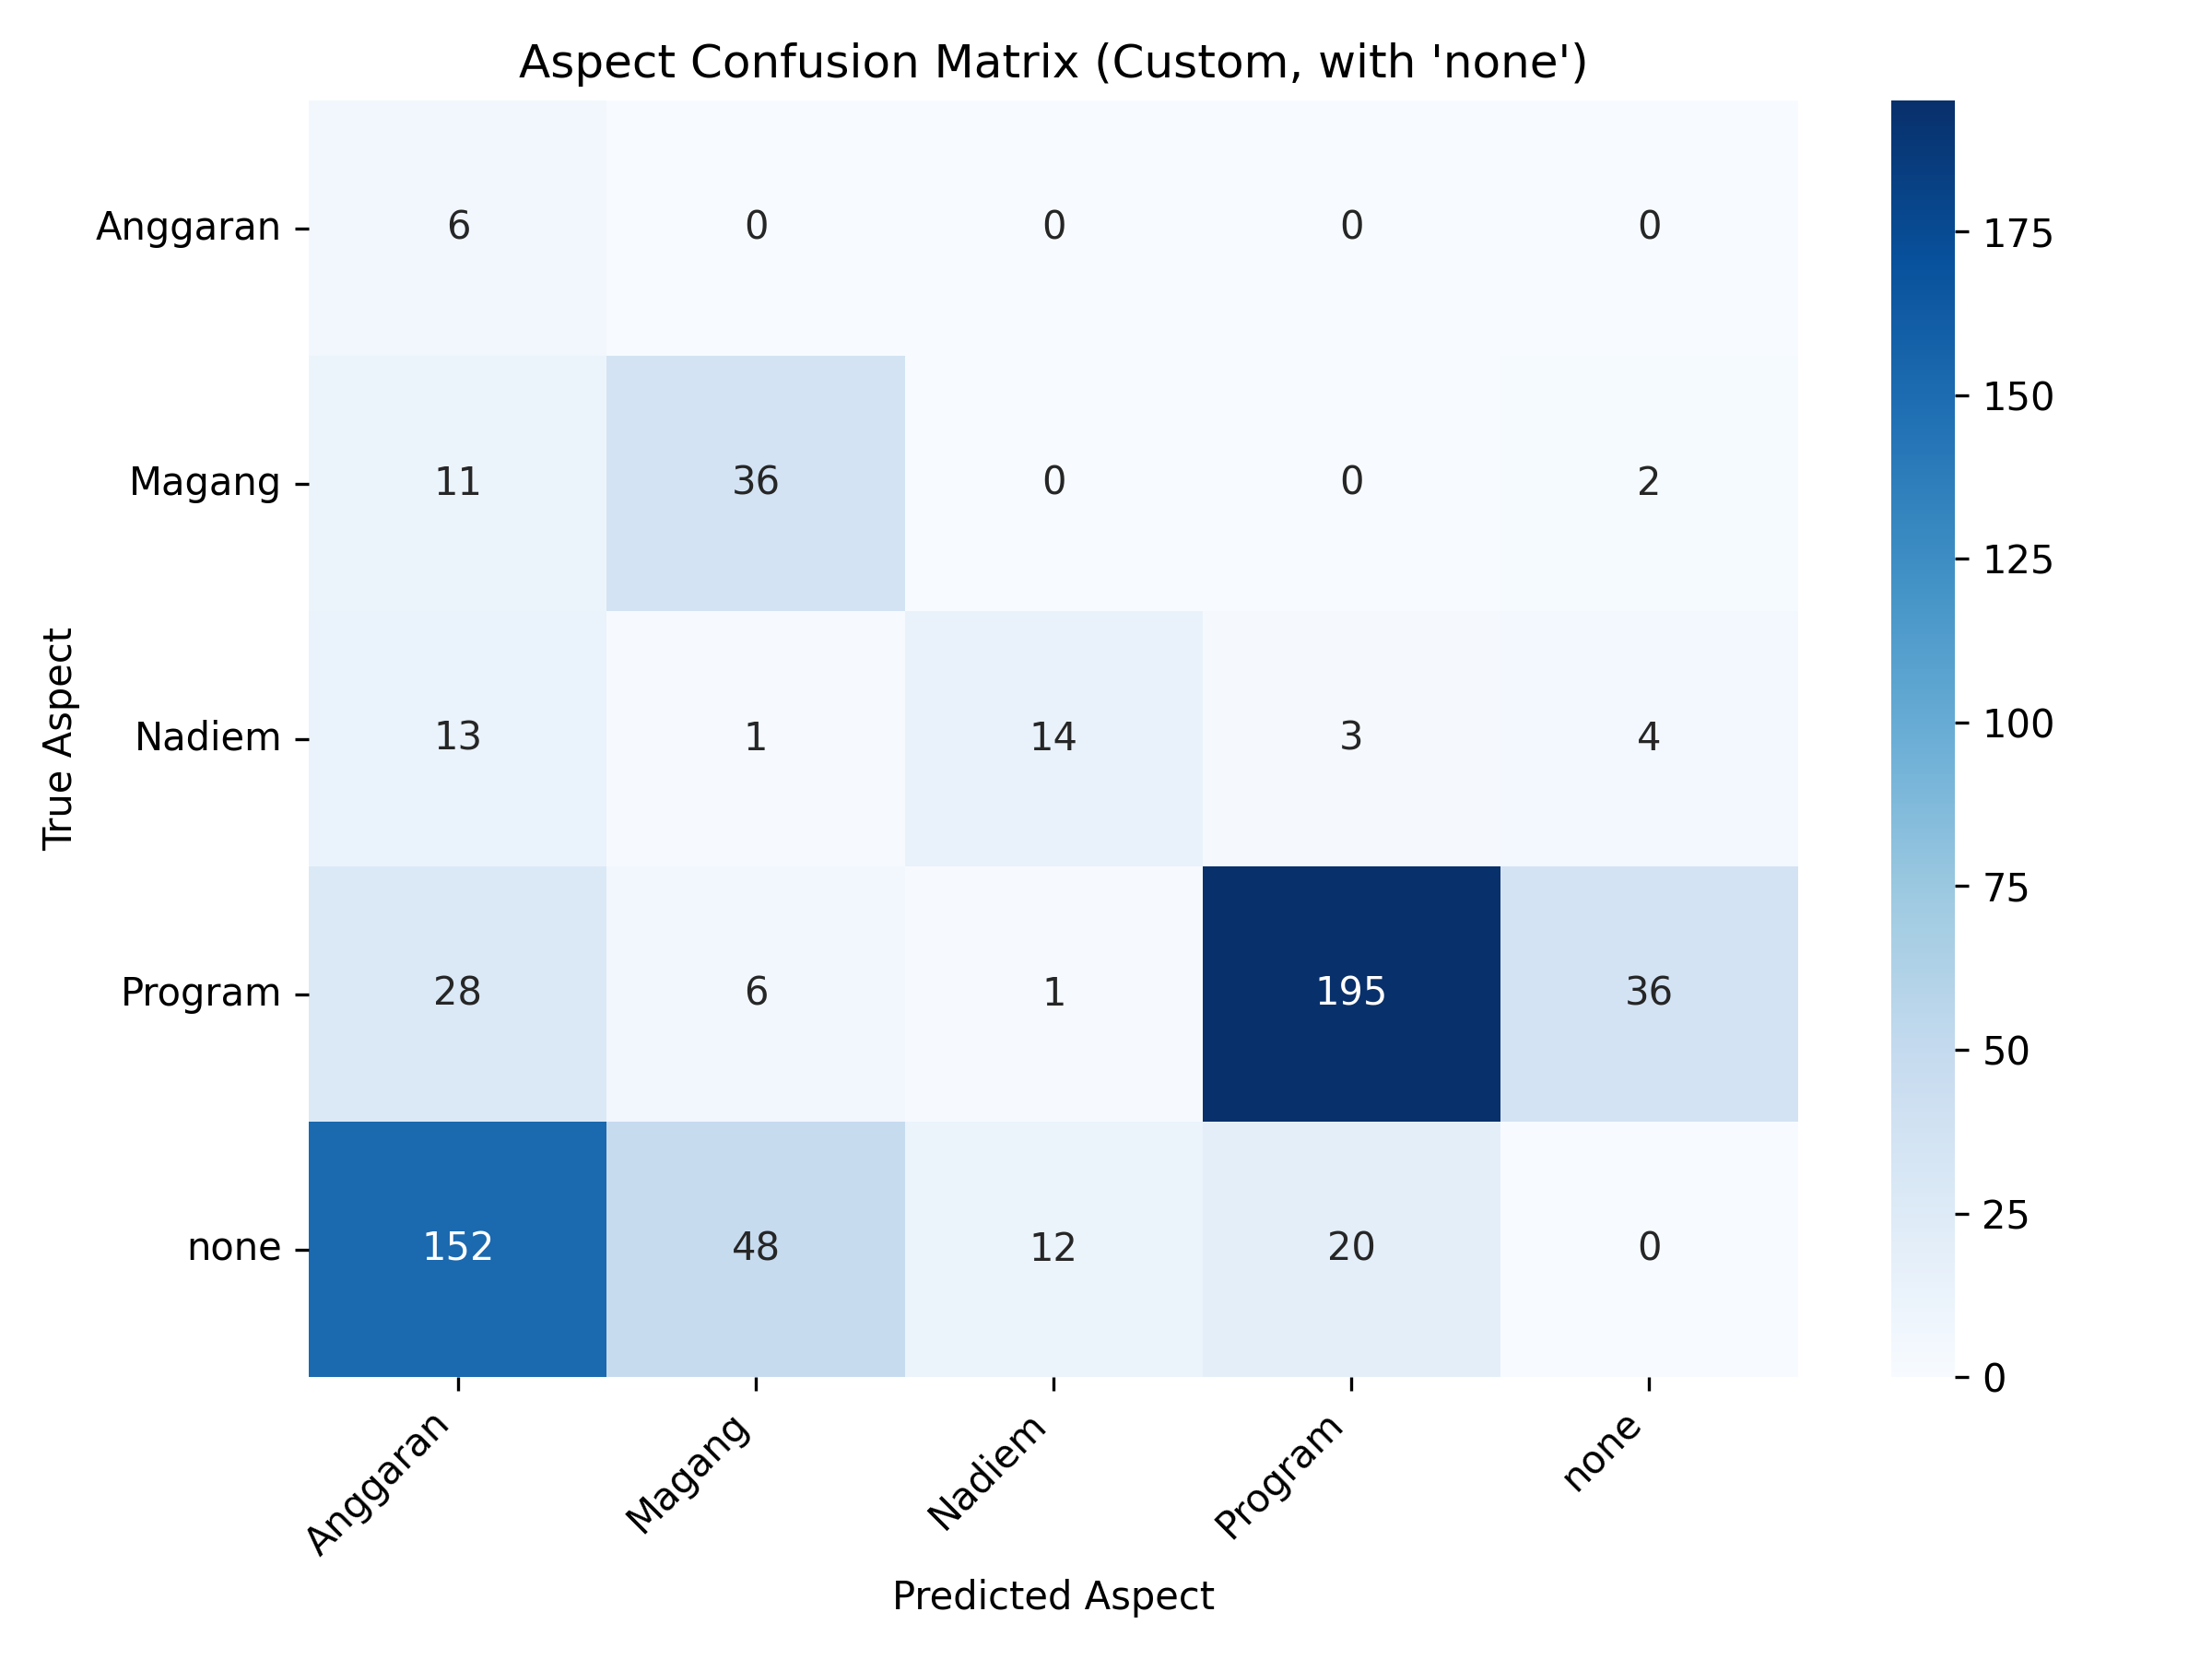 Aspect Confusion Matrix (Custom, with 'none')
True Aspect
Anggaran 6 0 0 0 0
Magang 11 36 0 0 2
Nadiem 13 1 14 3 4
Program 28 6 1 195 36
none 152 48 12 20 0
Anggaran Magang Nadiem Program none
Predicted Aspect
175
150
125
100
75
50
25
0